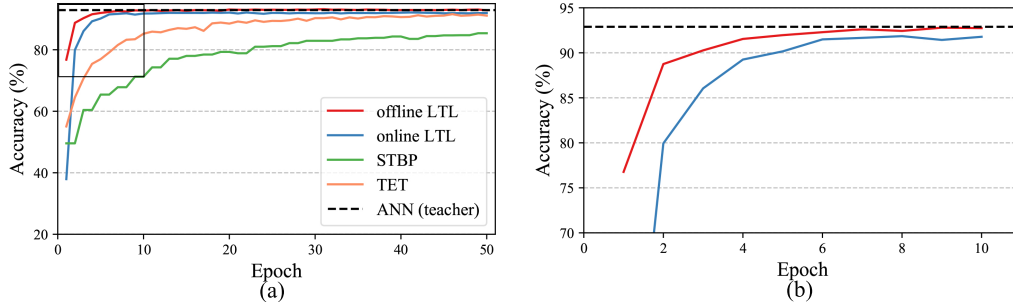 Accuracy (%)
80
60
40
20
0
10
20
30
40
50
Epoch
offline LTL
online LTL
STBP
TET
ANN (teacher)
(a)
Accuracy (%)
95
90
85
80
75
70
0
2
4
6
8
10
Epoch
(b)